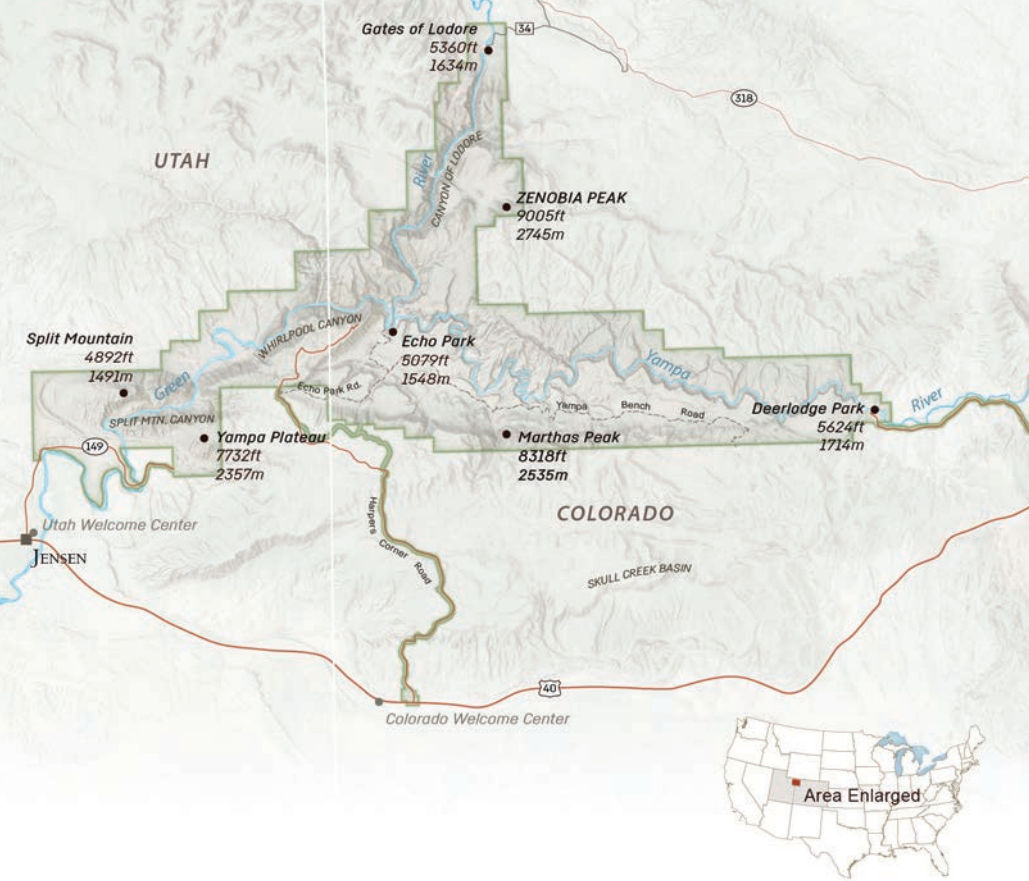 Gates of Lodore
5360ft
1634m
34
318
UTAH
River
CANYON OF LODORE
ZENOBIA PEAK
9005ft
2745m
Split Mountain
4892ft
1491m
WHIRLPOOL CANYON
Echo Park
5079ft
1548m
Green
Yampa
Echo Park Rd.
Yampa Bench Road
Deerlodge Park
5624ft
1714m
River
SPLIT MTN. CANYON
149
Yampa Plateau
7732ft
2357m
Marthas Peak
8318ft
2535m
Harpers Corner Road
COLORADO
Utah Welcome Center
JENSEN
SKULL CREEK BASIN
40
Colorado Welcome Center
Area Enlarged